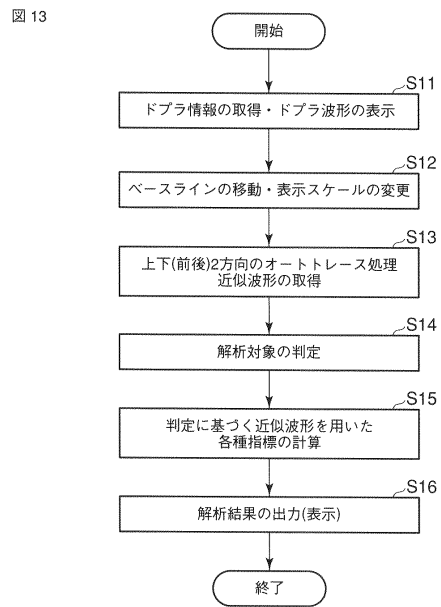 図 13
開始
S11
ドプラ情報の取得・ドプラ波形の表示
S12
ベースラインの移動・表示スケールの変更
S13
上下(前後)2方向のオートトレース処理
近似波形の取得
S14
解析対象の判定
S15
判定に基づく近似波形を用いた
各種指標の計算
S16
解析結果の出力(表示)
終了